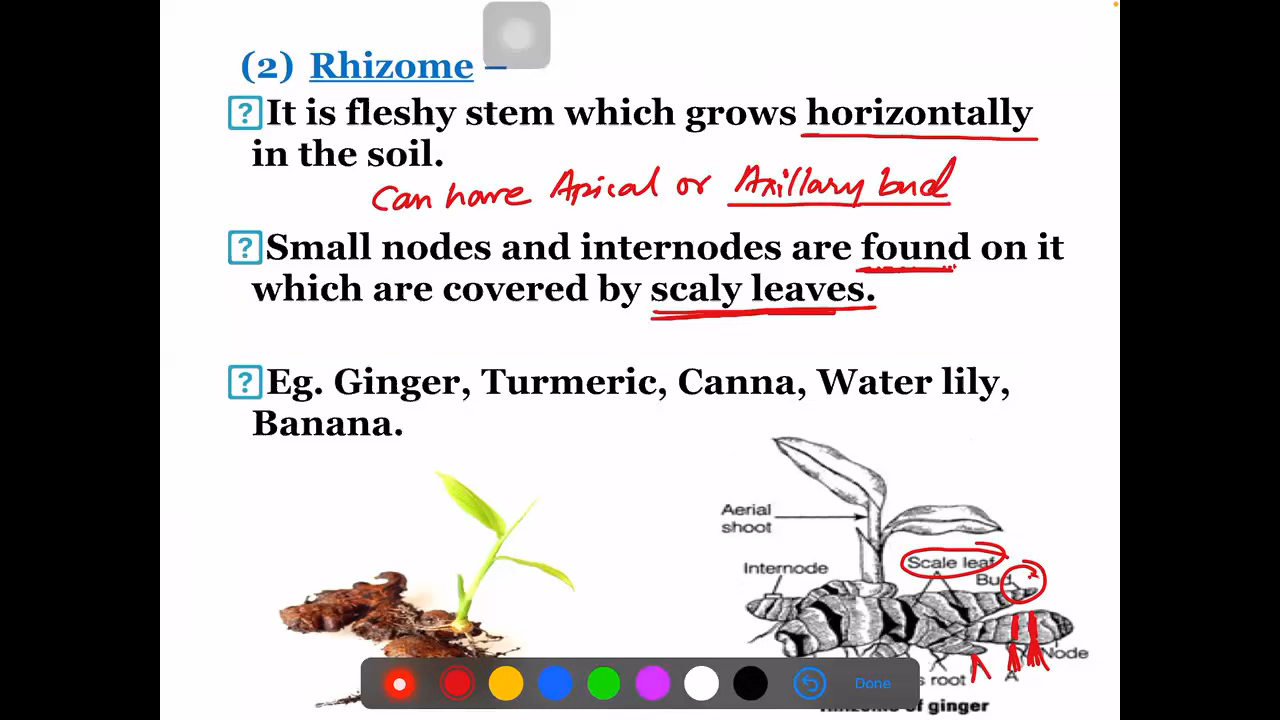 (2) Rhizome –
?It is fleshy stem which grows horizontally
in the soil.
Can have Apical or Axillary bud
?Small nodes and internodes are found on it
which are covered by scaly leaves.
?Eg. Ginger, Turmeric, Canna, Water lily,
Banana.
Aerial
shoot
Internode
Scale leaf
Bud
Node
root
of ginger
Done